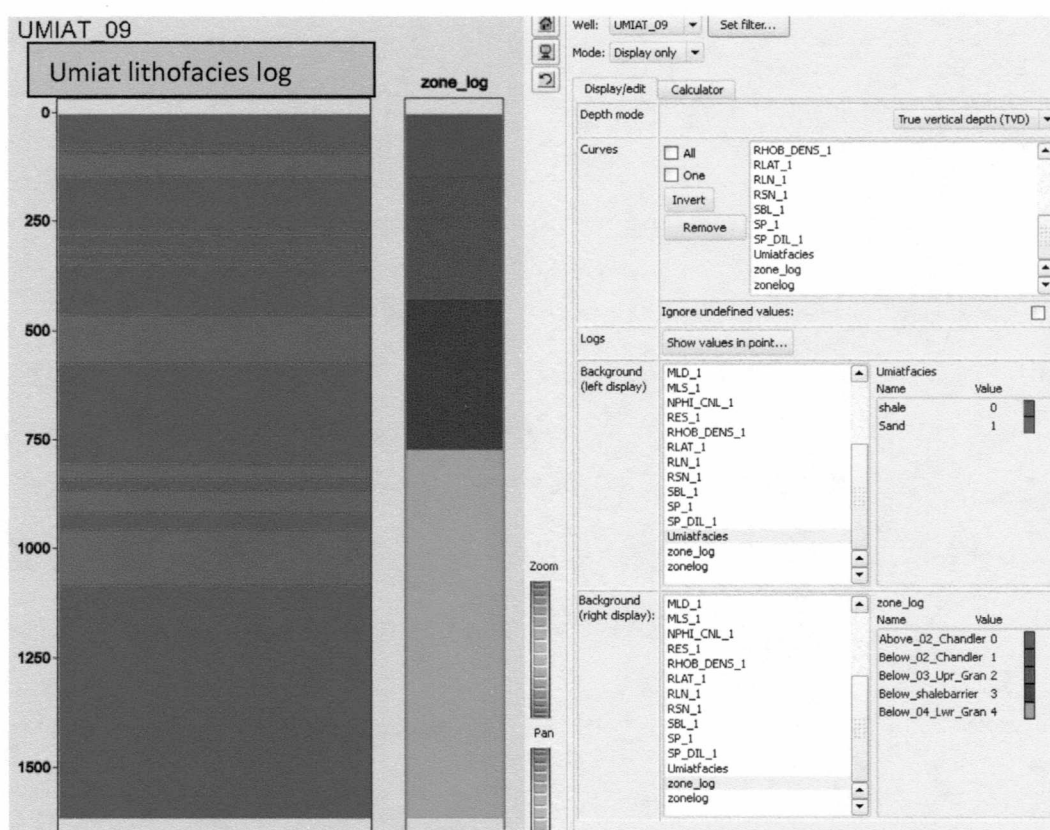 UMIAT_09
Umiat lithofacies log
zone_log
0
250
500
750
1000
1250
1500
Zoom
Pan
Well: UMIAT_09 Set filter...
Mode: Display only
Display/edit Calculator
Depth mode True vertical depth (TVD)
Curves
All
One
Invert
Remove
RHOB_DENS_1
RLAT_1
RLN_1
RSN_1
SBL_1
SP_1
SP_DIL_1
Umiatfacies
zone_log
zonelog
Ignore undefined values:
Logs Show values in point...
Background
(left display)
MLD_1
MLS_1
NPHI_CNL_1
RES_1
RHOB_DENS_1
RLAT_1
RLN_1
RSN_1
SBL_1
SP_1
SP_DIL_1
Umiatfacies
zone_log
zonelog
Umiatfacies
Name Value
shale 0
Sand 1
Background
(right display):
MLD_1
MLS_1
NPHI_CNL_1
RES_1
RHOB_DENS_1
RLAT_1
RLN_1
RSN_1
SBL_1
SP_1
SP_DIL_1
Umiatfacies
zone_log
zonelog
zone_log
Name Value
Above_02_Chandler 0
Below_02_Chandler 1
Below_03_Upr_Gran 2
Below_shalebarrier 3
Below_04_Lwr_Gran 4